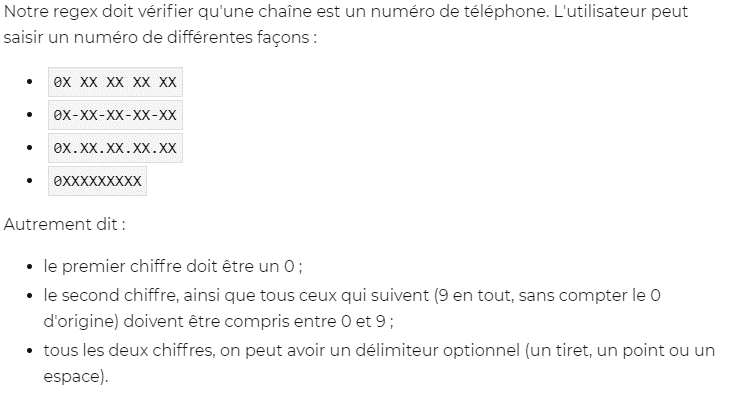 Notre regex doit vérifier qu'une chaîne est un numéro de téléphone. L'utilisateur peut
saisir un numéro de différentes façons :
0X XX XX XX XX
0X-XX-XX-XX-XX
0X.XX.XX.XX.XX
0XXXXXXXXX
Autrement dit :
le premier chiffre doit être un 0 ;
le second chiffre, ainsi que tous ceux qui suivent (9 en tout, sans compter le 0
d'origine) doivent être compris entre 0 et 9 ;
tous les deux chiffres, on peut avoir un délimiteur optionnel (un tiret, un point ou un
espace).